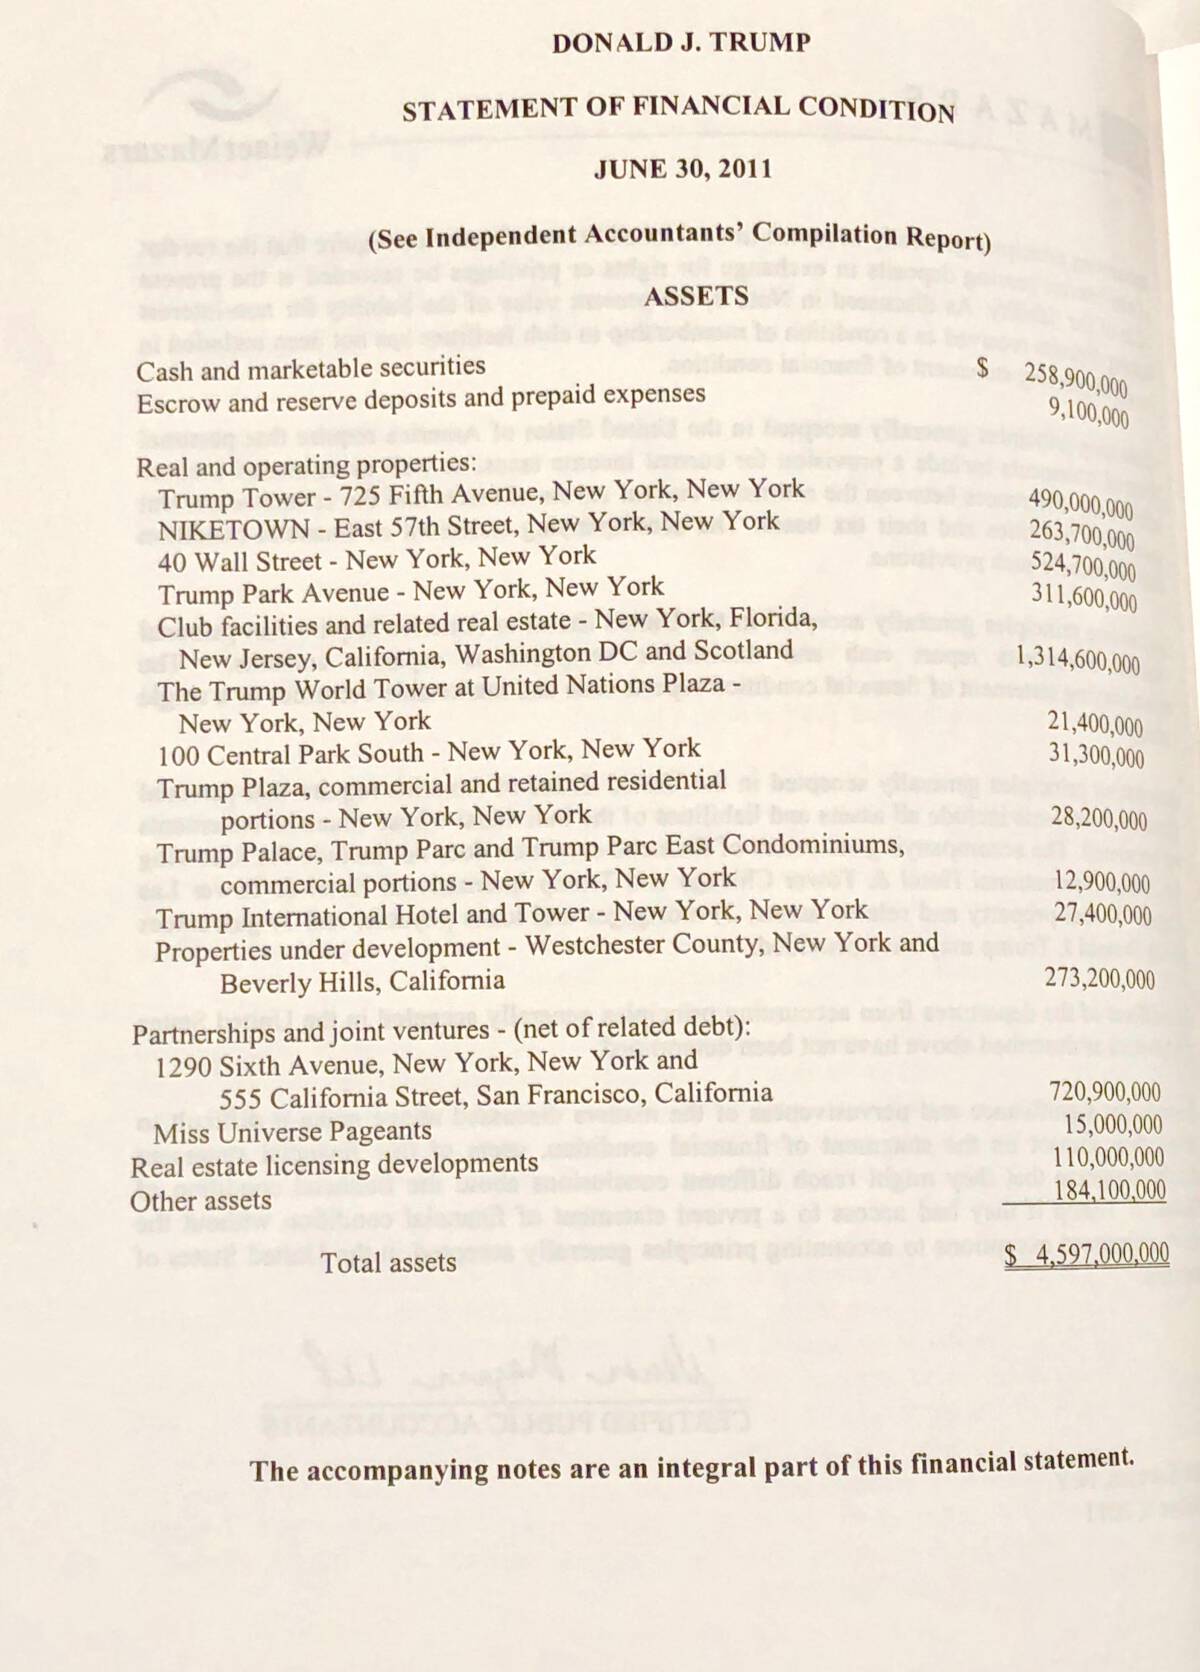 DONALD J. TRUMP
STATEMENT OF FINANCIAL CONDITION
JUNE 30, 2011
(See Independent Accountants' Compilation Report)
ASSETS
Cash and marketable securities $ 258,900,000
Escrow and reserve deposits and prepaid expenses 9,100,000
Real and operating properties:
Trump Tower - 725 Fifth Avenue, New York, New York 490,000,000
NIKETOWN - East 57th Street, New York, New York 263,700,000
40 Wall Street - New York, New York 524,700,000
Trump Park Avenue - New York, New York 311,600,000
Club facilities and related real estate - New York, Florida,
New Jersey, California, Washington DC and Scotland 1,314,600,000
The Trump World Tower at United Nations Plaza -
New York, New York 21,400,000
100 Central Park South - New York, New York 31,300,000
Trump Plaza, commercial and retained residential
portions - New York, New York 28,200,000
Trump Palace, Trump Parc and Trump Parc East Condominiums,
commercial portions - New York, New York 12,900,000
Trump International Hotel and Tower - New York, New York 27,400,000
Properties under development - Westchester County, New York and
Beverly Hills, California 273,200,000
Partnerships and joint ventures - (net of related debt):
1290 Sixth Avenue, New York, New York and
555 California Street, San Francisco, California 720,900,000
Miss Universe Pageants 15,000,000
Real estate licensing developments 110,000,000
Other assets 184,100,000
Total assets $ 4,597,000,000
The accompanying notes are an integral part of this financial statement.